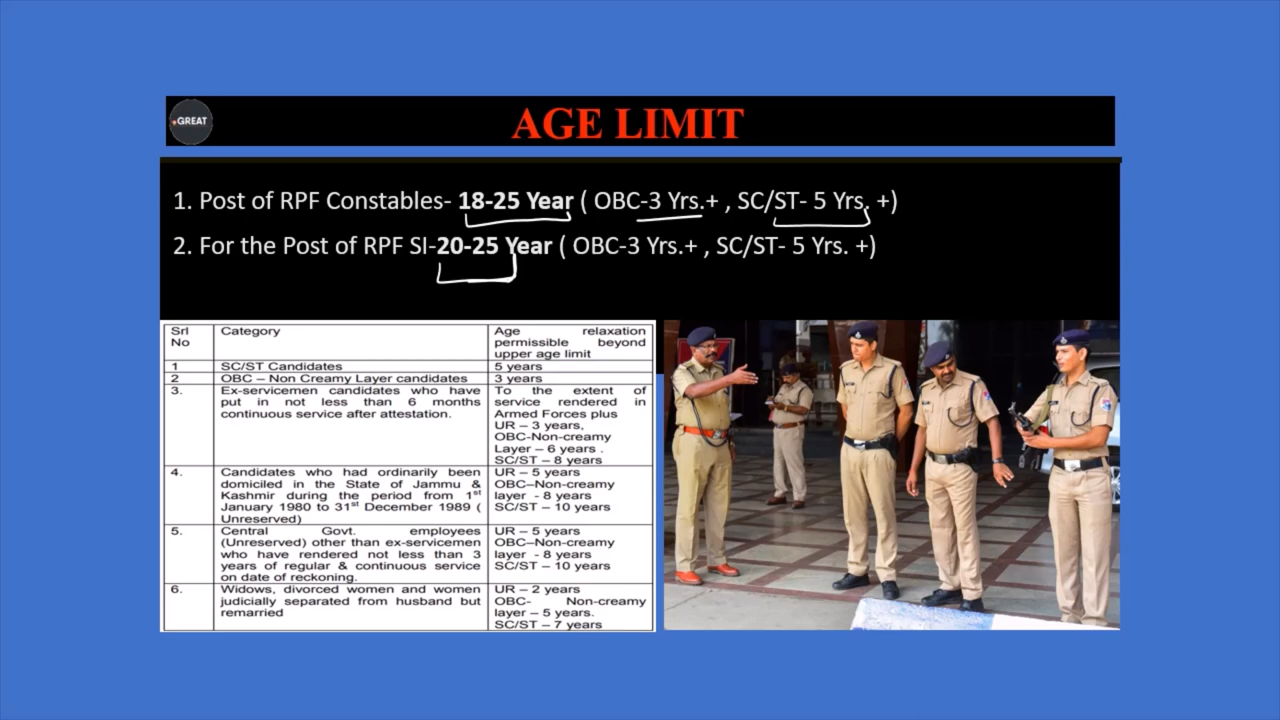 .GREAT
AGE LIMIT
1. Post of RPF Constables- 18-25 Year ( OBC-3 Yrs.+ , SC/ST- 5 Yrs. +)
2. For the Post of RPF SI-20-25 Year ( OBC-3 Yrs.+ , SC/ST- 5 Yrs. +)
Srl No
Category
Age relaxation
permissible beyond
upper age limit
1 SC/ST Candidates 5 years
2 OBC – Non Creamy Layer candidates 3 years
3. Ex-servicemen candidates who have
put in not less than 6 months
continuous service after attestation.
To the extent of
service rendered in
Armed Forces plus
UR – 3 years,
OBC-Non-creamy
Layer – 6 years .
SC/ST – 8 years
4. Candidates who had ordinarily been
domiciled in the State of Jammu &
Kashmir during the period from 1st
January 1980 to 31st December 1989 (
Unreserved)
UR – 5 years
OBC–Non-creamy
layer - 8 years
SC/ST – 10 years
5. Central Govt. employees
(Unreserved) other than ex-servicemen
who have rendered not less than 3
years of regular & continuous service
on date of reckoning.
UR – 5 years
OBC–Non-creamy
layer - 8 years
SC/ST – 10 years
6. Widows, divorced women and women
judicially separated from husband but
remarried
UR – 2 years
OBC- Non-creamy
layer – 5 years.
SC/ST – 7 years